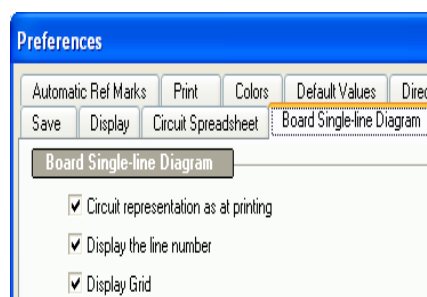 Preferences
Automatic Ref Marks Print Colors Default Values Direc
Save Display Circuit Spreadsheet Board Single-line Diagram
Board Single-line Diagram
Circuit representation as at printing
Display the line number
Display Grid